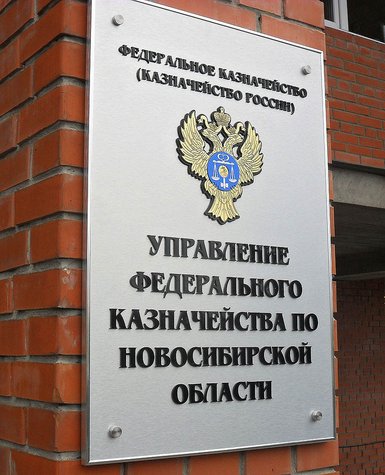 ФЕДЕРАЛЬНОЕ КАЗНАЧЕЙСТВО
(КАЗНАЧЕЙСТВО РОССИИ)
УПРАВЛЕНИЕ
ФЕДЕРАЛЬНОГО
КАЗНАЧЕЙСТВА ПО
НОВОСИБИРСКОЙ
ОБЛАСТИ